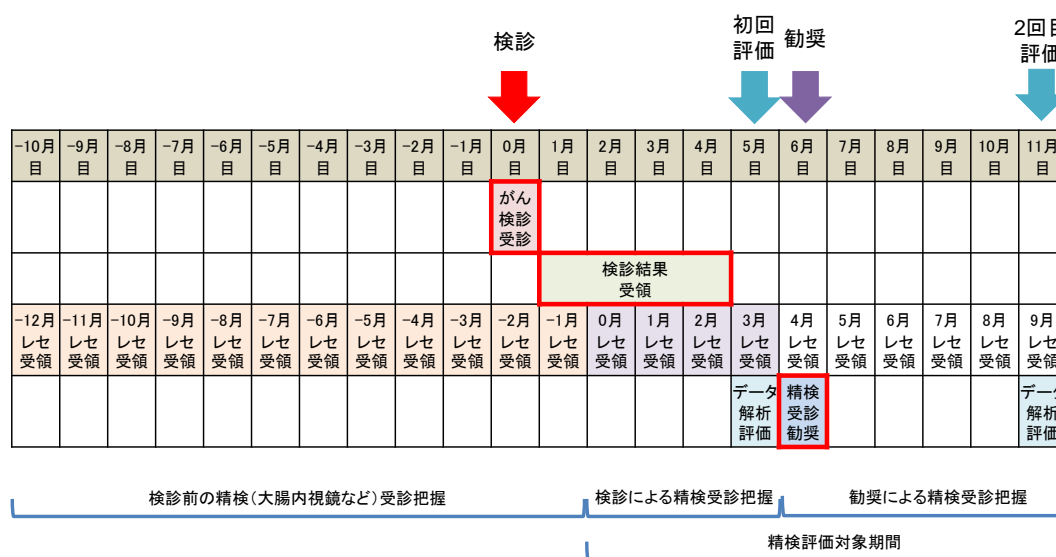 検診
初回
評価
勧奨
2回目
評価
-10月
目
-9月
目
-8月
目
-7月
目
-6月
目
-5月
目
-4月
目
-3月
目
-2月
目
-1月
目
0月
目
1月
目
2月
目
3月
目
4月
目
5月
目
6月
目
7月
目
8月
目
9月
目
10月
目
11月
目
がん
検診
受診
検診結果
受領
-12月
レセ
受領
-11月
レセ
受領
-10月
レセ
受領
-9月
レセ
受領
-8月
レセ
受領
-7月
レセ
受領
-6月
レセ
受領
-5月
レセ
受領
-4月
レセ
受領
-3月
レセ
受領
-2月
レセ
受領
-1月
レセ
受領
0月
レセ
受領
1月
レセ
受領
2月
レセ
受領
3月
レセ
受領
4月
レセ
受領
5月
レセ
受領
6月
レセ
受領
7月
レセ
受領
8月
レセ
受領
9月
レセ
受領
データ
解析
評価
精検
受診
勧奨
データ
解析
評価
検診前の精検(大腸内視鏡など)受診把握
検診による精検受診把握
勧奨による精検受診把握
精検評価対象期間